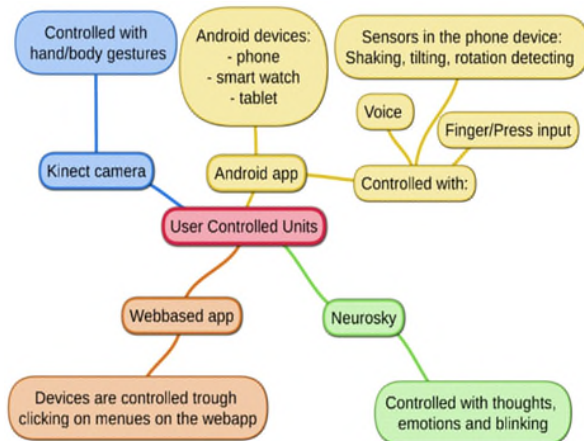 Controlled with
hand/body gestures
Android devices:
- phone
- smart watch
- tablet
Sensors in the phone device:
Shaking, tilting, rotation detecting
Voice
Finger/Press input
Kinect camera
Android app
Controlled with:
User Controlled Units
Webbased app
Neurosky
Devices are controlled trough
clicking on menues on the webapp
Controlled with thoughts,
emotions and blinking